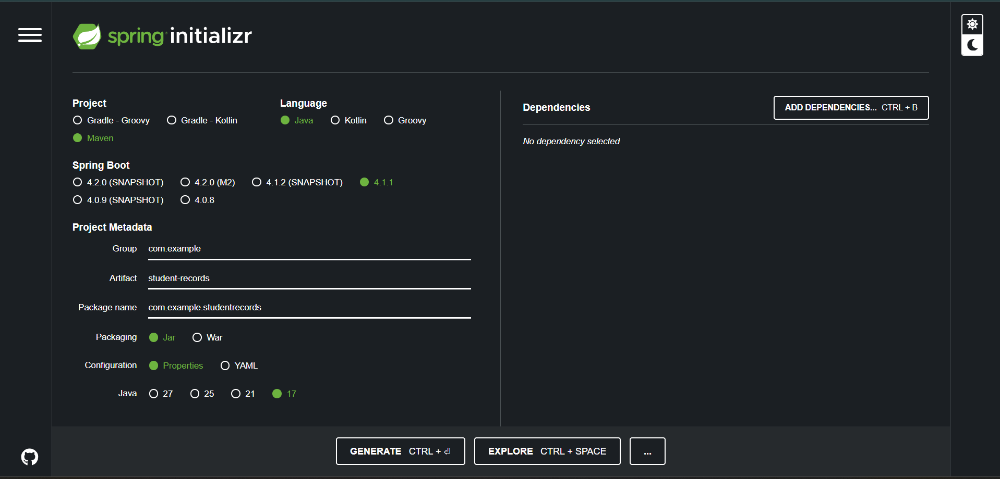 spring initializr
Project
Gradle - Groovy Gradle - Kotlin
Maven
Language
Java Kotlin Groovy
Spring Boot
4.2.0 (SNAPSHOT) 4.2.0 (M2) 4.1.2 (SNAPSHOT) 4.1.1
4.0.9 (SNAPSHOT) 4.0.8
Project Metadata
Group com.example
Artifact student-records
Package name com.example.studentrecords
Packaging Jar War
Configuration Properties YAML
Java 27 25 21 17
Dependencies ADD DEPENDENCIES... CTRL + B
No dependency selected
GENERATE CTRL + ⏎ EXPLORE CTRL + SPACE ...